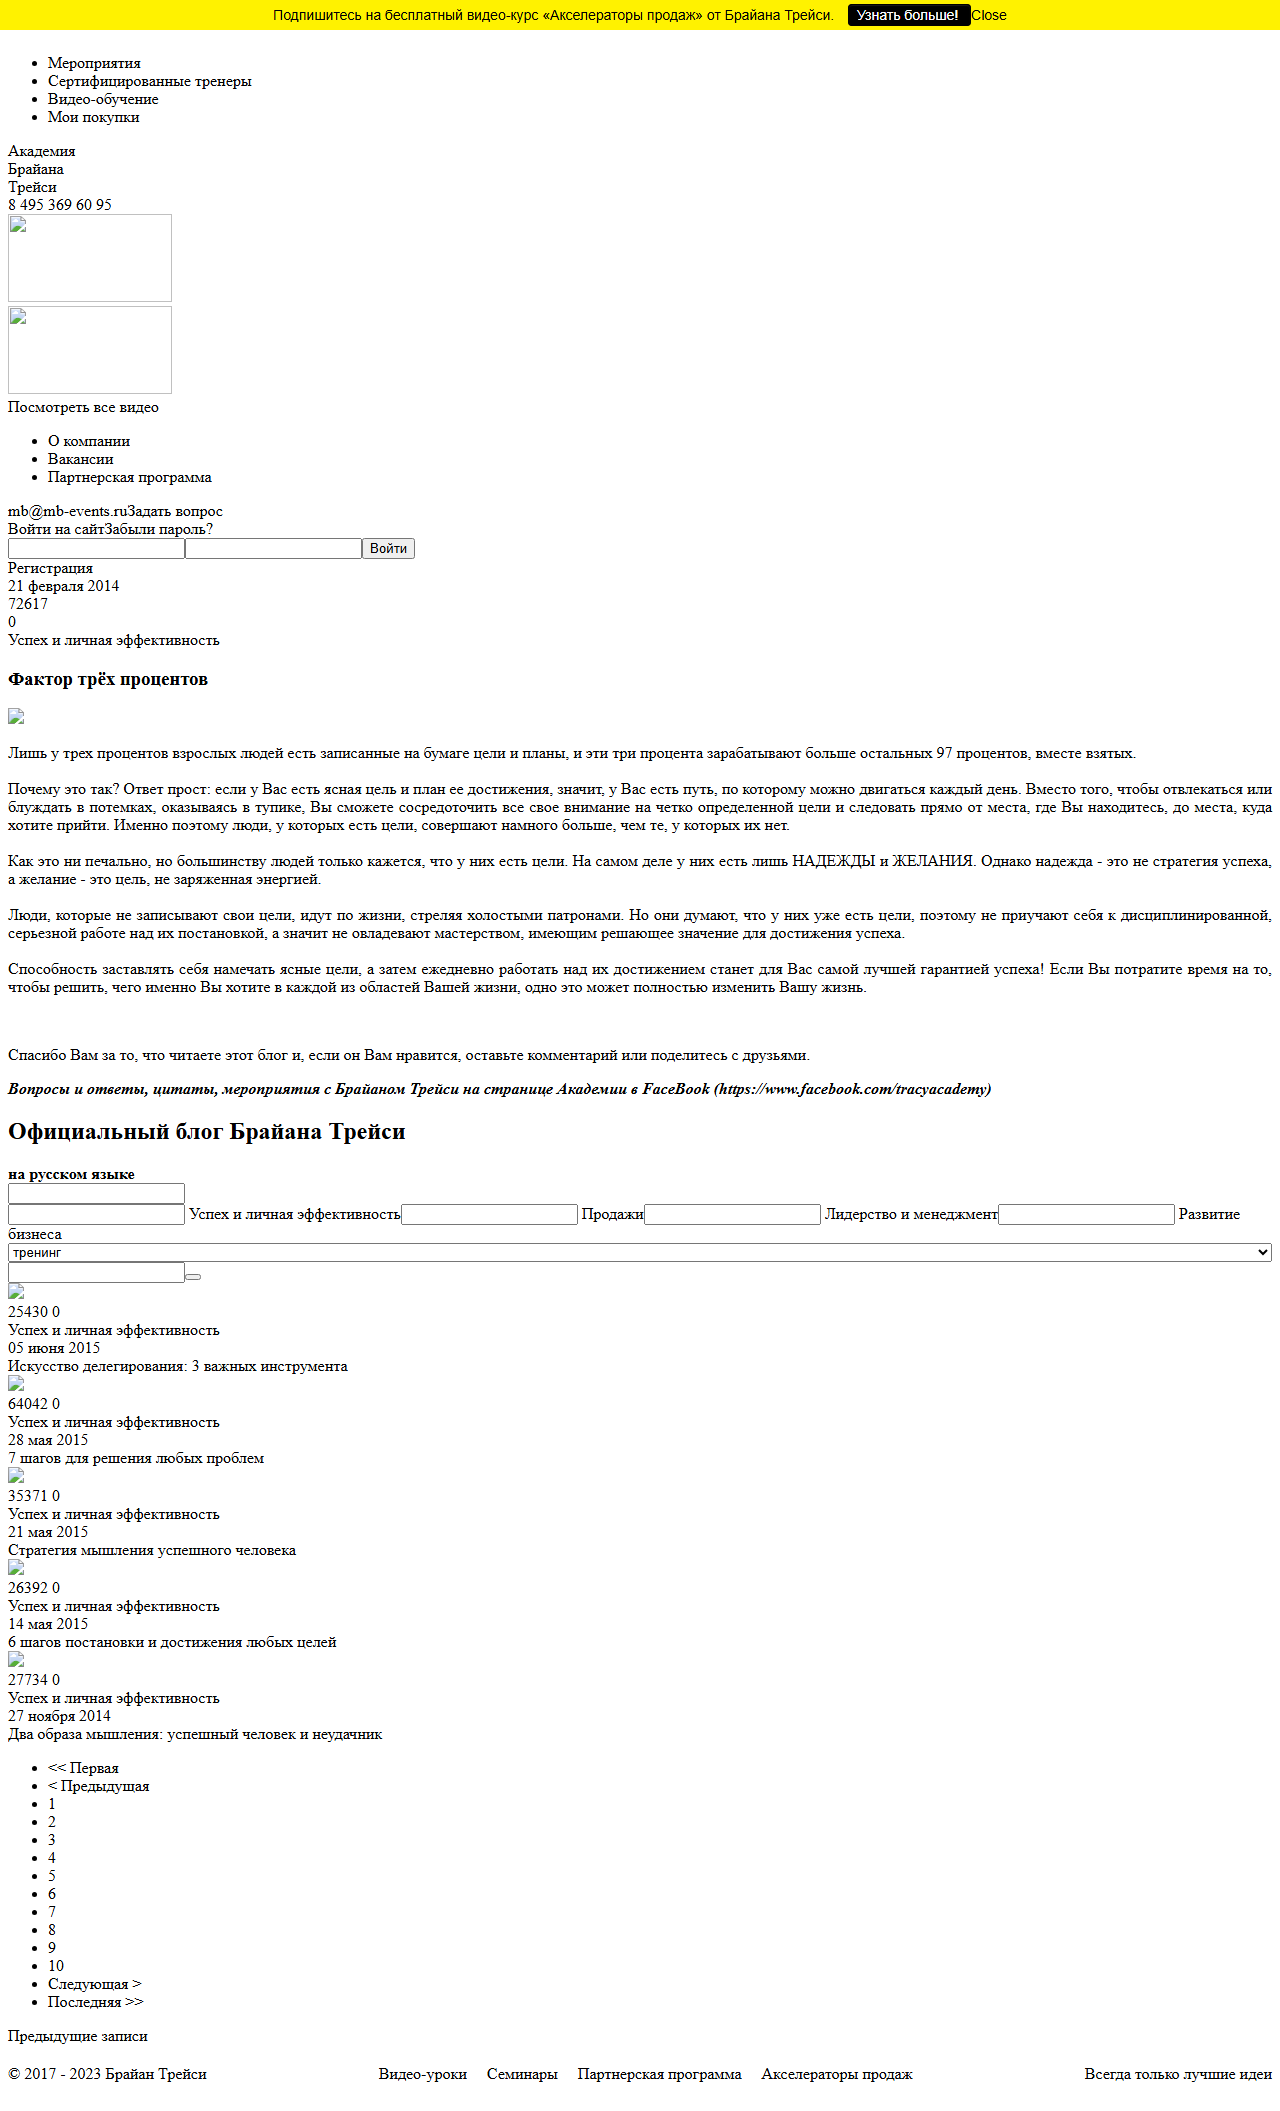 Подпишитесь на бесплатный видео-курс «Акселераторы продаж» от Брайана Трейси. Узнать больше! Close
Мероприятия
Сертифицированные тренеры
Видео-обучение
Мои покупки
Академия
Брайана
Трейси
8 495 369 60 95
Посмотреть все видео
О компании
Вакансии
Партнерская программа
mb@mb-events.ruЗадать вопрос
Войти на сайтЗабыли пароль?
Войти
Регистрация
21 февраля 2014
72617
0
Успех и личная эффективность
Фактор трёх процентов
Лишь у трех процентов взрослых людей есть записанные на бумаге цели и планы, и эти три процента зарабатывают больше остальных 97 процентов, вместе взятых.
Почему это так? Ответ прост: если у Вас есть ясная цель и план ее достижения, значит, у Вас есть путь, по которому можно двигаться каждый день. Вместо того, чтобы отвлекаться или
блуждать в потемках, оказываясь в тупике, Вы сможете сосредоточить все свое внимание на четко определенной цели и следовать прямо от места, где Вы находитесь, до места, куда
хотите прийти. Именно поэтому люди, у которых есть цели, совершают намного больше, чем те, у которых их нет.
Как это ни печально, но большинству людей только кажется, что у них есть цели. На самом деле у них есть лишь НАДЕЖДЫ и ЖЕЛАНИЯ. Однако надежда - это не стратегия успеха,
а желание - это цель, не заряженная энергией.
Люди, которые не записывают свои цели, идут по жизни, стреляя холостыми патронами. Но они думают, что у них уже есть цели, поэтому не приучают себя к дисциплинированной,
серьезной работе над их постановкой, а значит не овладевают мастерством, имеющим решающее значение для достижения успеха.
Способность заставлять себя намечать ясные цели, а затем ежедневно работать над их достижением станет для Вас самой лучшей гарантией успеха! Если Вы потратите время на то,
чтобы решить, чего именно Вы хотите в каждой из областей Вашей жизни, одно это может полностью изменить Вашу жизнь.
Спасибо Вам за то, что читаете этот блог и, если он Вам нравится, оставьте комментарий или поделитесь с друзьями.
Вопросы и ответы, цитаты, мероприятия с Брайаном Трейси на странице Академии в FaceBook (https://www.facebook.com/tracyacademy)
Официальный блог Брайана Трейси
на русском языке
Успех и личная эффективность Продажи Лидерство и менеджмент Развитие
бизнеса
тренинг
25430 0
Успех и личная эффективность
05 июня 2015
Искусство делегирования: 3 важных инструмента
64042 0
Успех и личная эффективность
28 мая 2015
7 шагов для решения любых проблем
35371 0
Успех и личная эффективность
21 мая 2015
Стратегия мышления успешного человека
26392 0
Успех и личная эффективность
14 мая 2015
6 шагов постановки и достижения любых целей
27734 0
Успех и личная эффективность
27 ноября 2014
Два образа мышления: успешный человек и неудачник
<< Первая
< Предыдущая
1
2
3
4
5
6
7
8
9
10
Следующая >
Последняя >>
Предыдущие записи
© 2017 - 2023 Брайан Трейси Видео-уроки Семинары Партнерская программа Акселераторы продаж Всегда только лучшие идеи